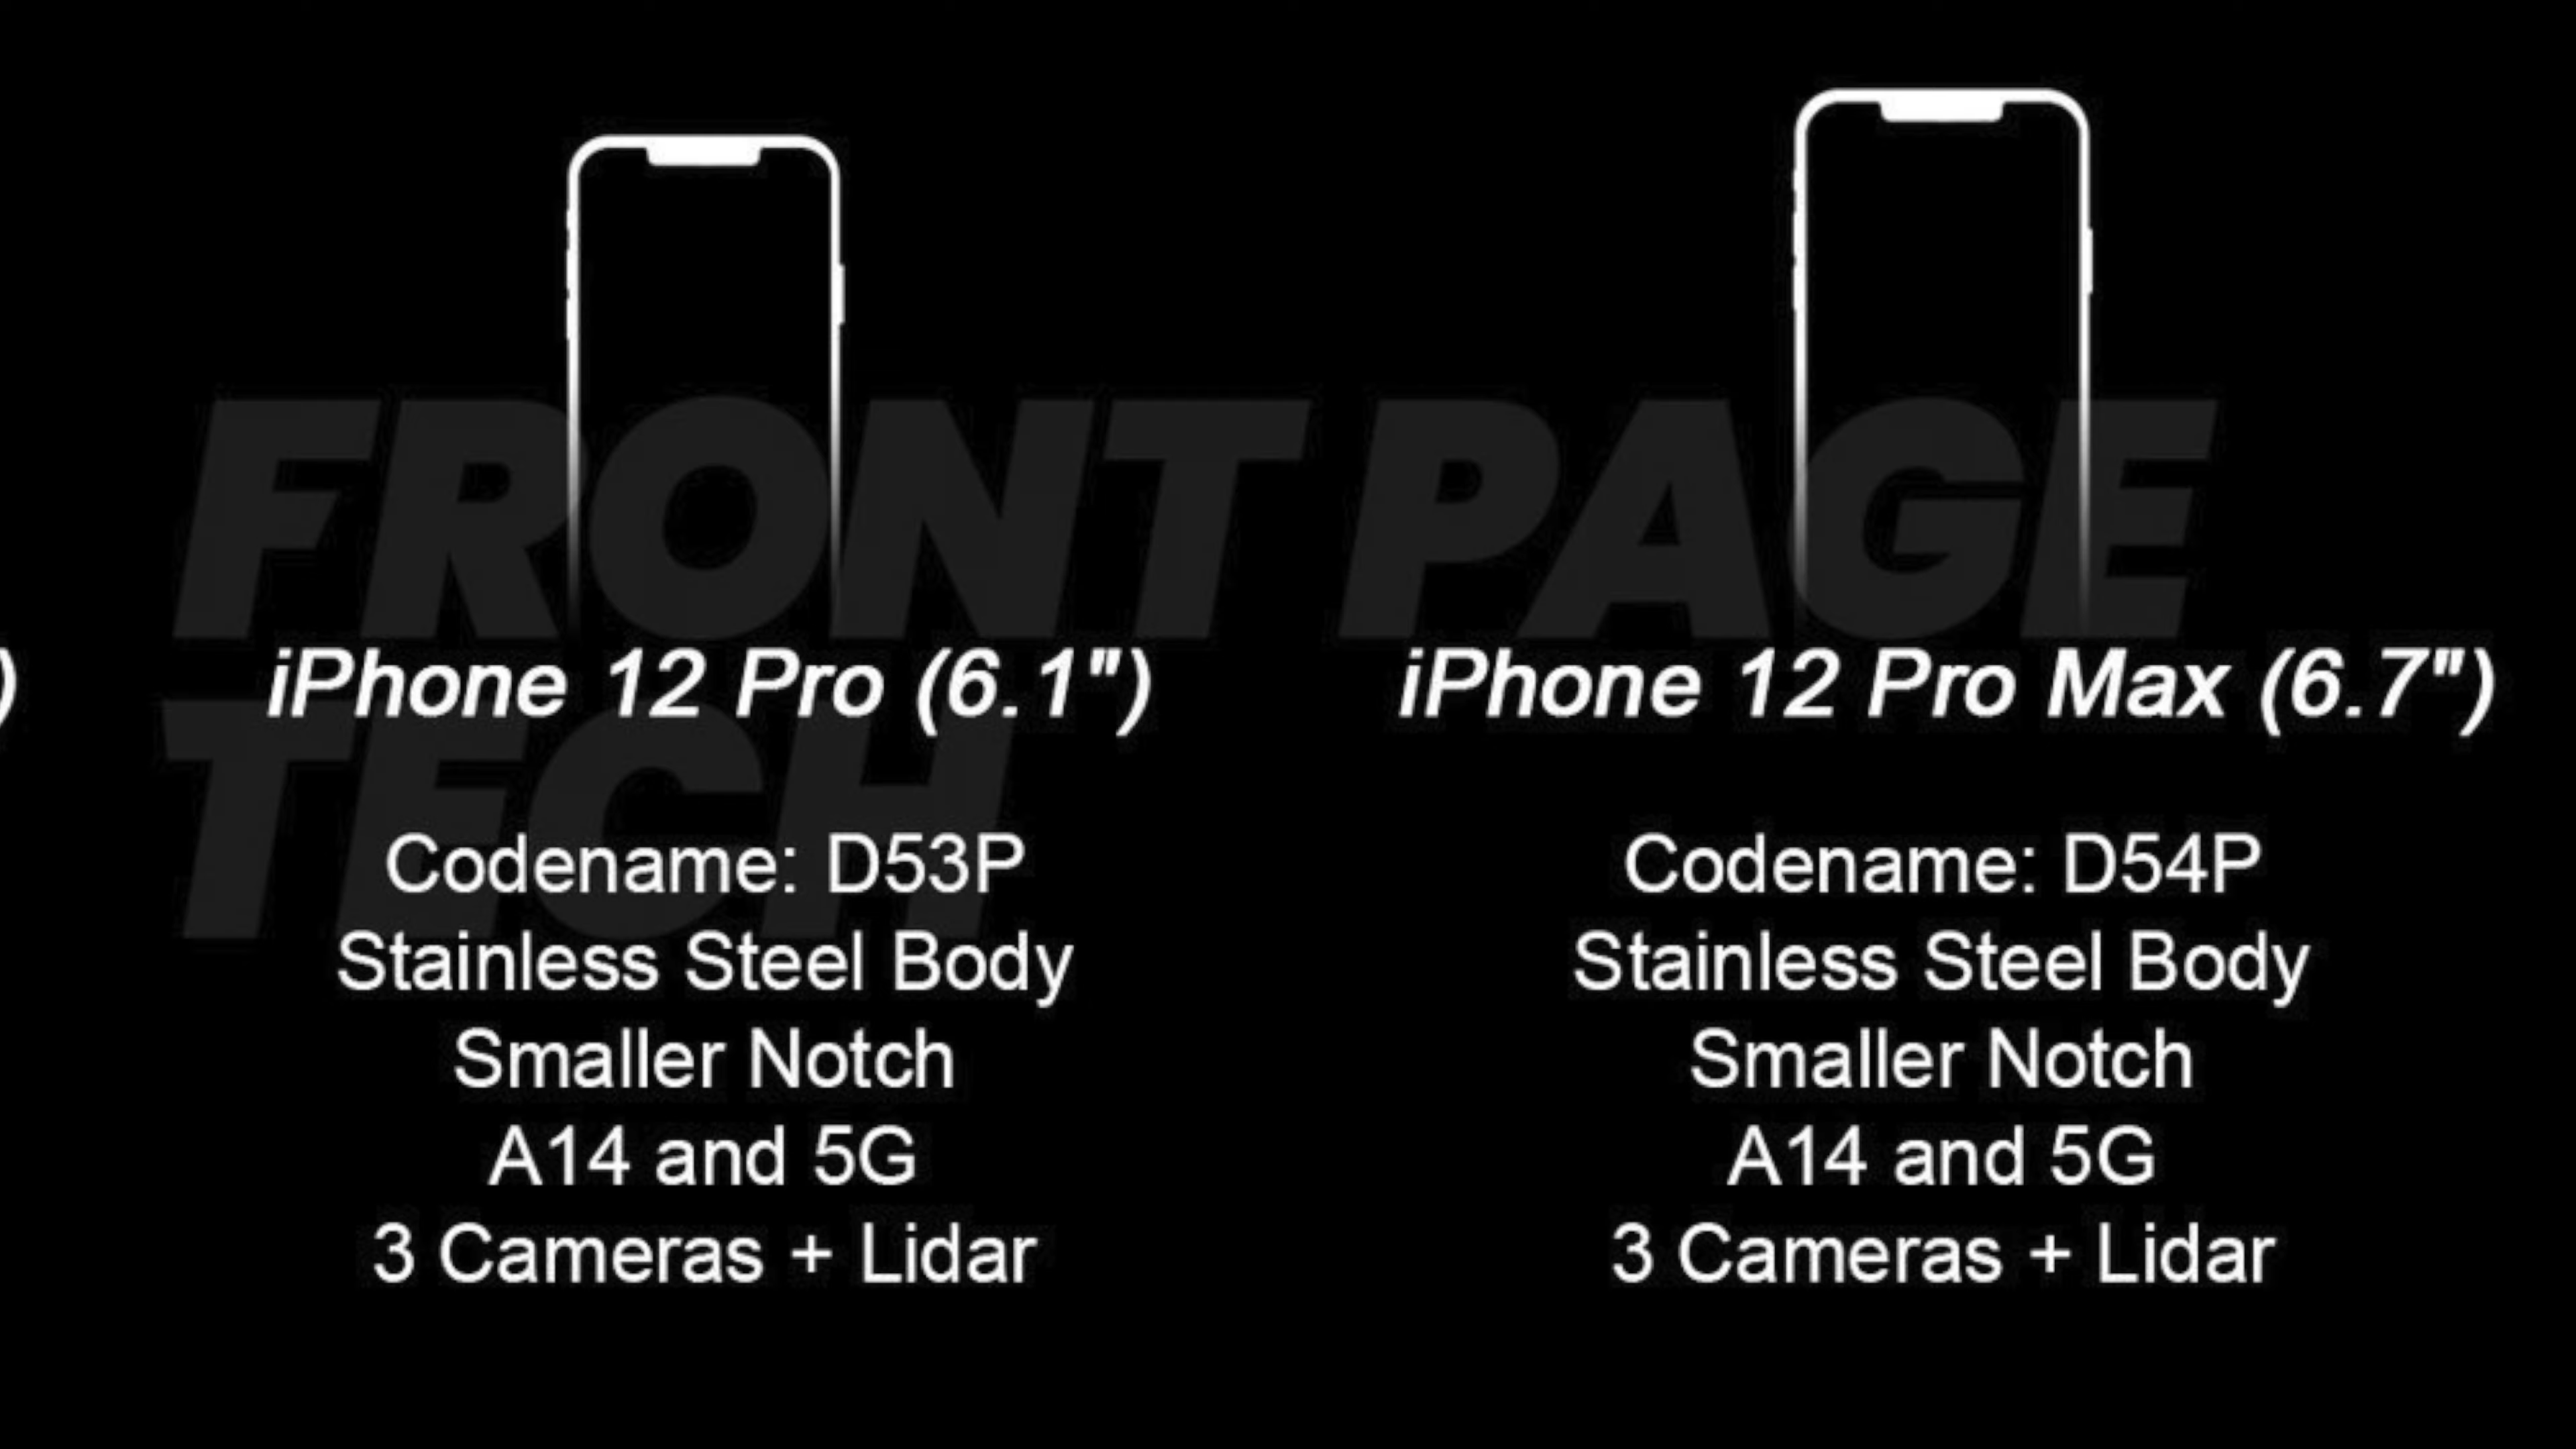 FRONT PAGE
TECH
)
iPhone 12 Pro (6.1")
Codename: D53P
Stainless Steel Body
Smaller Notch
A14 and 5G
3 Cameras + Lidar
iPhone 12 Pro Max (6.7")
Codename: D54P
Stainless Steel Body
Smaller Notch
A14 and 5G
3 Cameras + Lidar